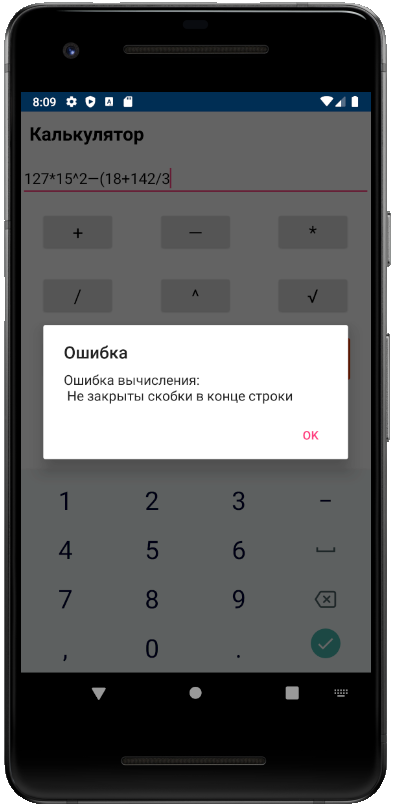 8:09
Калькулятор
127*15^2—(18+142/3
+ — *
/ ^ √
Ошибка
Ошибка вычисления:
Не закрыты скобки в конце строки
ОК
1 2 3 −
4 5 6
7 8 9
, 0 .